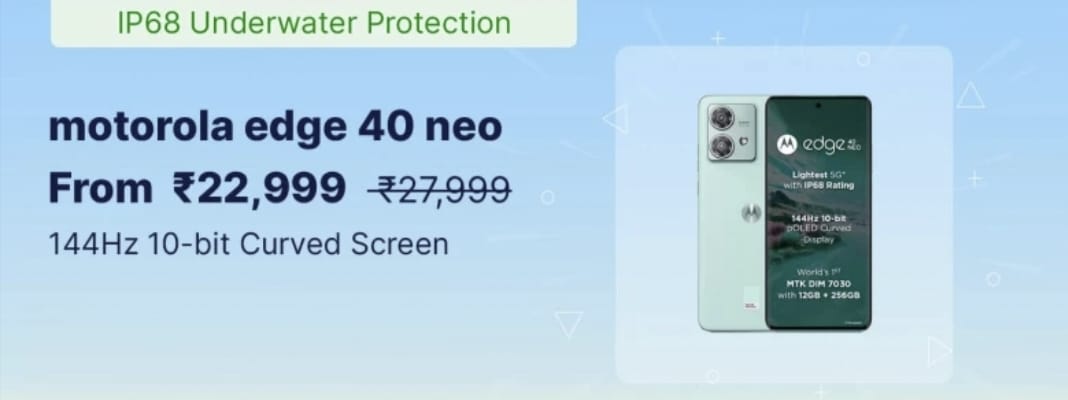 IP68 Underwater Protection
motorola edge 40 neo
From ₹22,999 ₹27,999
144Hz 10-bit Curved Screen
edge 40 NEO
Lightest 5G*
with IP68 Rating
144Hz 10-bit
pOLED Curved
Display
World's 1st
MTK DIM 7030
with 12GB + 256GB